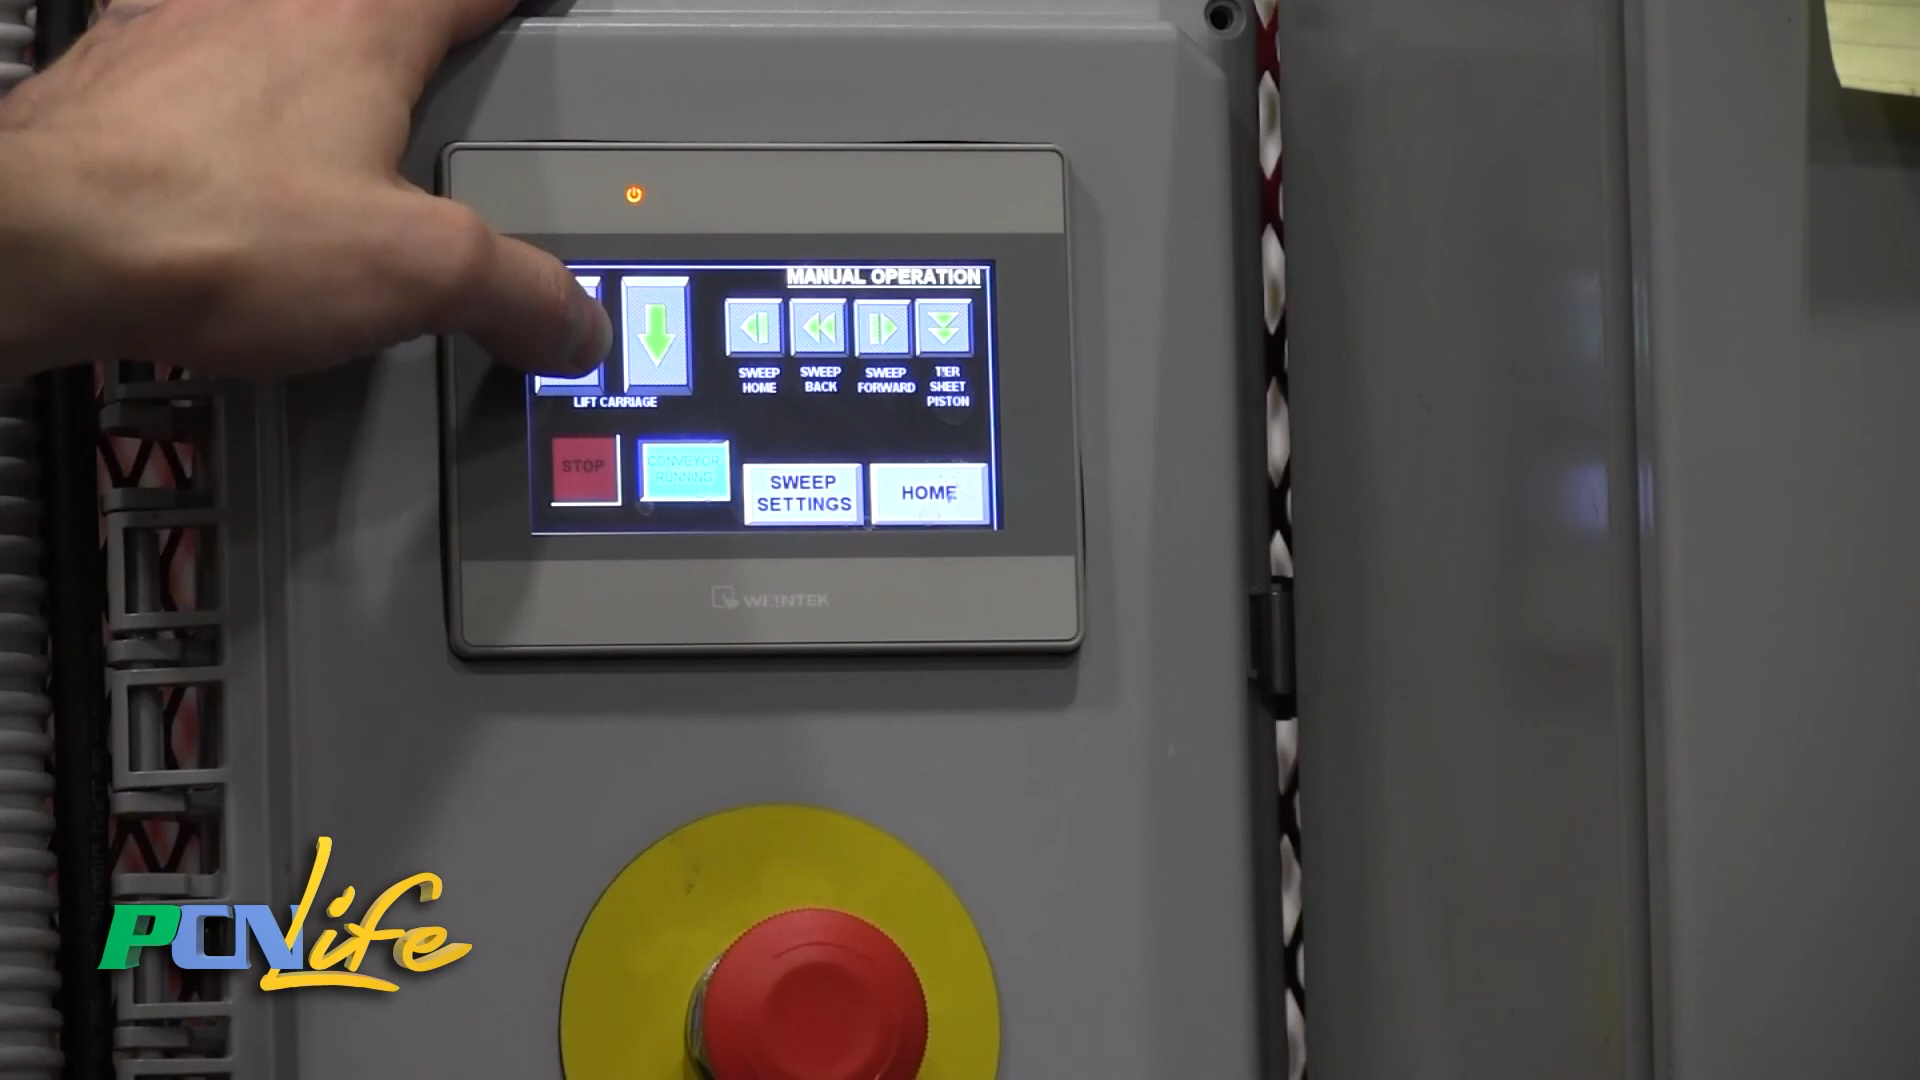 MANUAL OPERATION
SWEEP
HOME
SWEEP
BACK
SWEEP
FORWARD
TIER
SHEET
PISTON
LIFT CARRIAGE
STOP
CONVEYOR
RUNNING
SWEEP
SETTINGS
HOME
WEINTEK
PCN Life